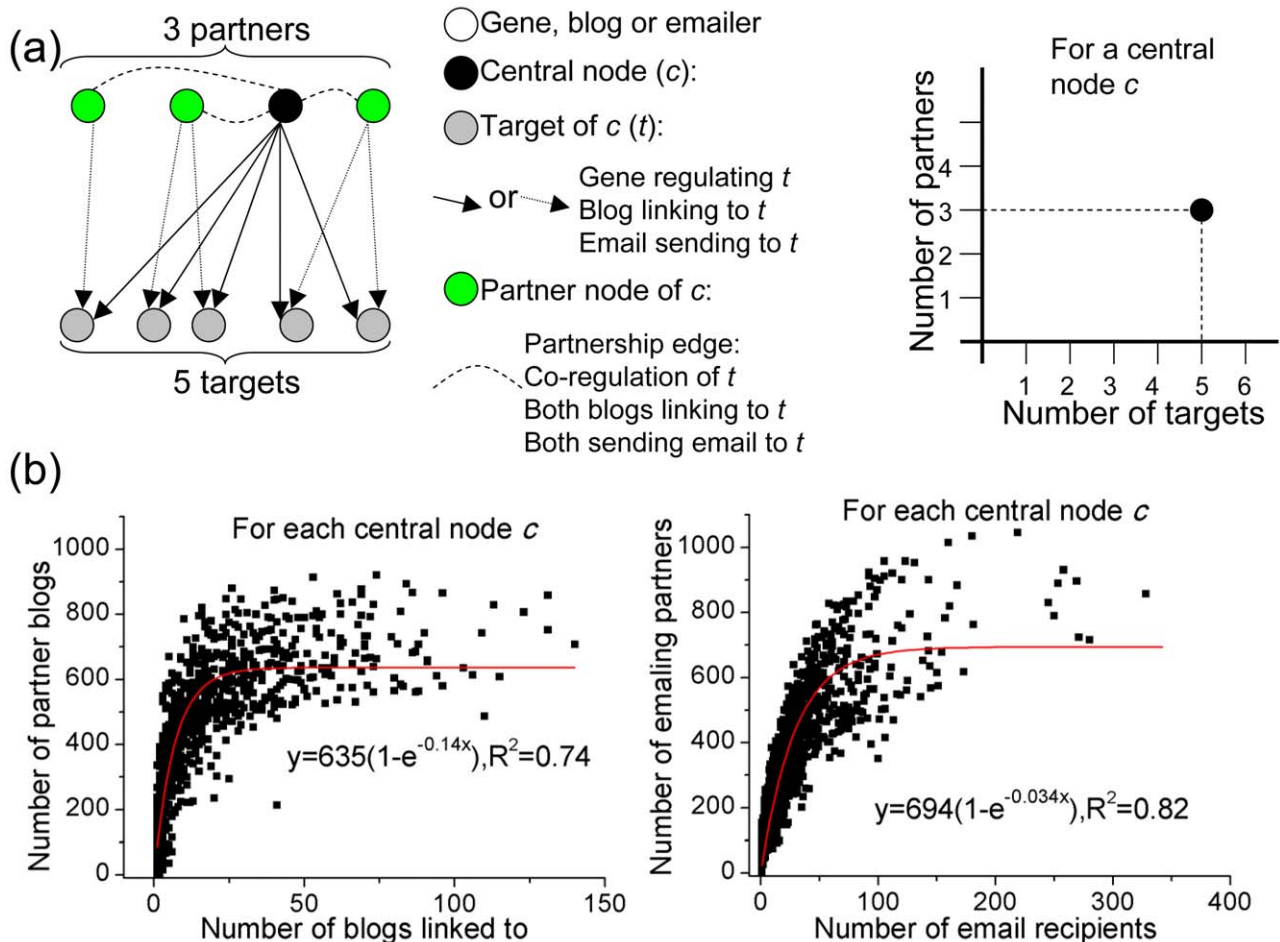 (a)
3 partners
5 targets
Gene, blog or emailer
Central node (c):
Target of c (t):
or
Gene regulating t
Blog linking to t
Email sending to t
Partner node of c:
Partnership edge:
Co-regulation of t
Both blogs linking to t
Both sending email to t
For a central
node c
Number of partners
4
3
2
1
1 2 3 4 5 6
Number of targets
(b)
For each central node c
Number of partner blogs
1000
800
600
400
200
0
y=635(1-e^-0.14x),R^2=0.74
0 50 100 150
Number of blogs linked to
For each central node c
Number of emailing partners
1000
800
600
400
200
0
y=694(1-e^-0.034x),R^2=0.82
0 100 200 300 400
Number of email recipients